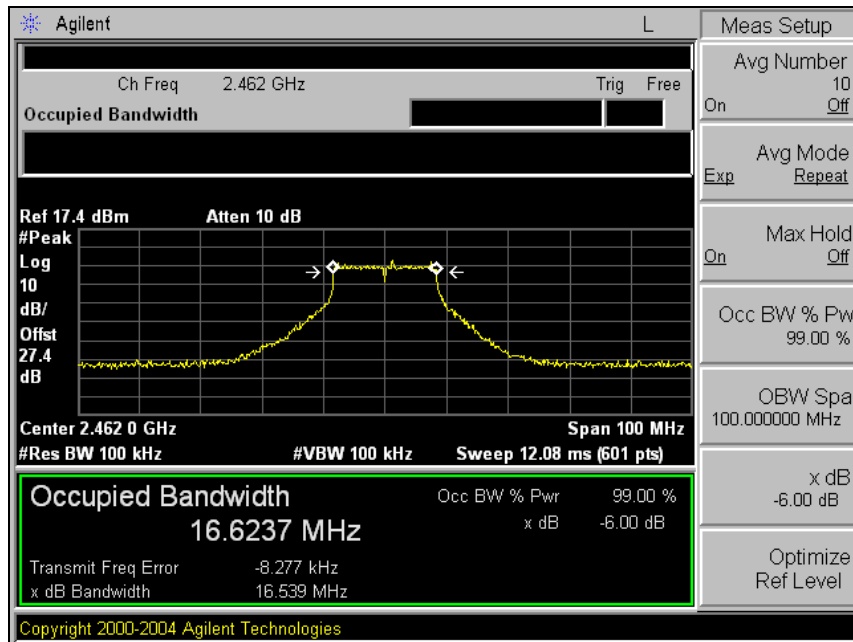 Agilent L Meas Setup
Ch Freq 2.462 GHz Trig Free
Occupied Bandwidth
Avg Number
10
On Off
Avg Mode
Exp Repeat
Max Hold
On Off
Occ BW % Pw
99.00 %
OBW Spa
100.000000 MHz
x dB
-6.00 dB
Optimize
Ref Level
Ref 17.4 dBm Atten 10 dB
#Peak
Log
10
dB/
Offst
27.4
dB
Center 2.462 0 GHz Span 100 MHz
#Res BW 100 kHz #VBW 100 kHz Sweep 12.08 ms (601 pts)
Occupied Bandwidth
16.6237 MHz
Occ BW % Pwr 99.00 %
x dB -6.00 dB
Transmit Freq Error -8.277 kHz
x dB Bandwidth 16.539 MHz
Copyright 2000-2004 Agilent Technologies